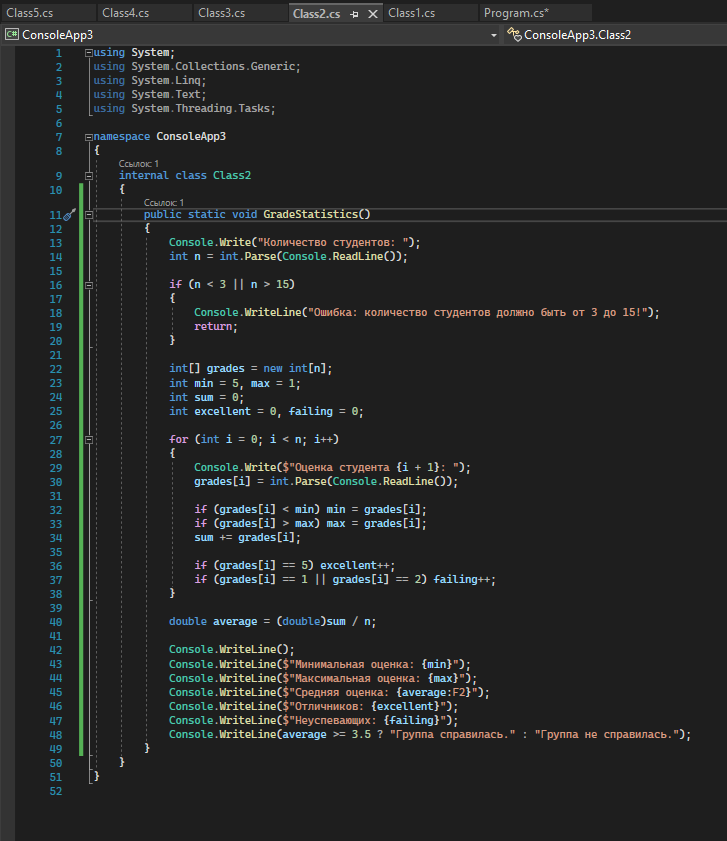 Class5.cs Class4.cs Class3.cs Class2.cs Class1.cs Program.cs*
C# ConsoleApp3 ConsoleApp3.Class2
1 using System;
2 using System.Collections.Generic;
3 using System.Linq;
4 using System.Text;
5 using System.Threading.Tasks;
6
7 namespace ConsoleApp3
8 {
Ссылок: 1
9 internal class Class2
10 {
Ссылок: 1
11 public static void GradeStatistics()
12 {
13 Console.Write("Количество студентов: ");
14 int n = int.Parse(Console.ReadLine());
15
16 if (n < 3 || n > 15)
17 {
18 Console.WriteLine("Ошибка: количество студентов должно быть от 3 до 15!");
19 return;
20 }
21
22 int[] grades = new int[n];
23 int min = 5, max = 1;
24 int sum = 0;
25 int excellent = 0, failing = 0;
26
27 for (int i = 0; i < n; i++)
28 {
29 Console.Write($"Оценка студента {i + 1}: ");
30 grades[i] = int.Parse(Console.ReadLine());
31
32 if (grades[i] < min) min = grades[i];
33 if (grades[i] > max) max = grades[i];
34 sum += grades[i];
35
36 if (grades[i] == 5) excellent++;
37 if (grades[i] == 1 || grades[i] == 2) failing++;
38 }
39
40 double average = (double)sum / n;
41
42 Console.WriteLine();
43 Console.WriteLine($"Минимальная оценка: {min}");
44 Console.WriteLine($"Максимальная оценка: {max}");
45 Console.WriteLine($"Средняя оценка: {average:F2}");
46 Console.WriteLine($"Отличников: {excellent}");
47 Console.WriteLine($"Неуспевающих: {failing}");
48 Console.WriteLine(average >= 3.5 ? "Группа справилась." : "Группа не справилась.");
49 }
50 }
51 }
52